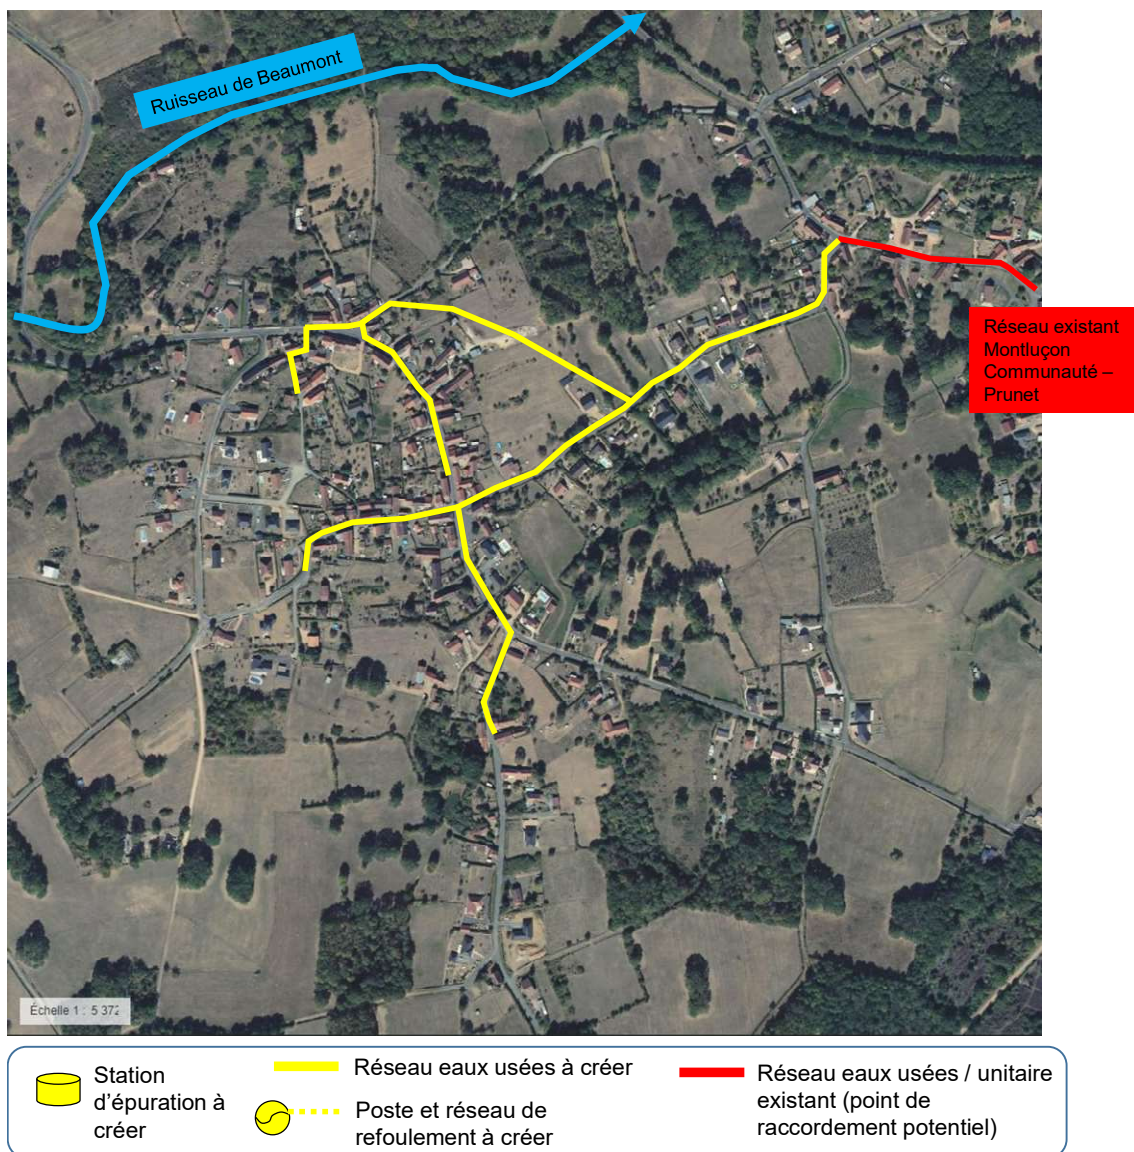 Ruisseau de Beaumont
Réseau existant
Montluçon
Communauté –
Prunet
Échelle 1 : 5 372
Station
d'épuration à
créer
Réseau eaux usées à créer
Poste et réseau de
refoulement à créer
Réseau eaux usées / unitaire
existant (point de
raccordement potentiel)